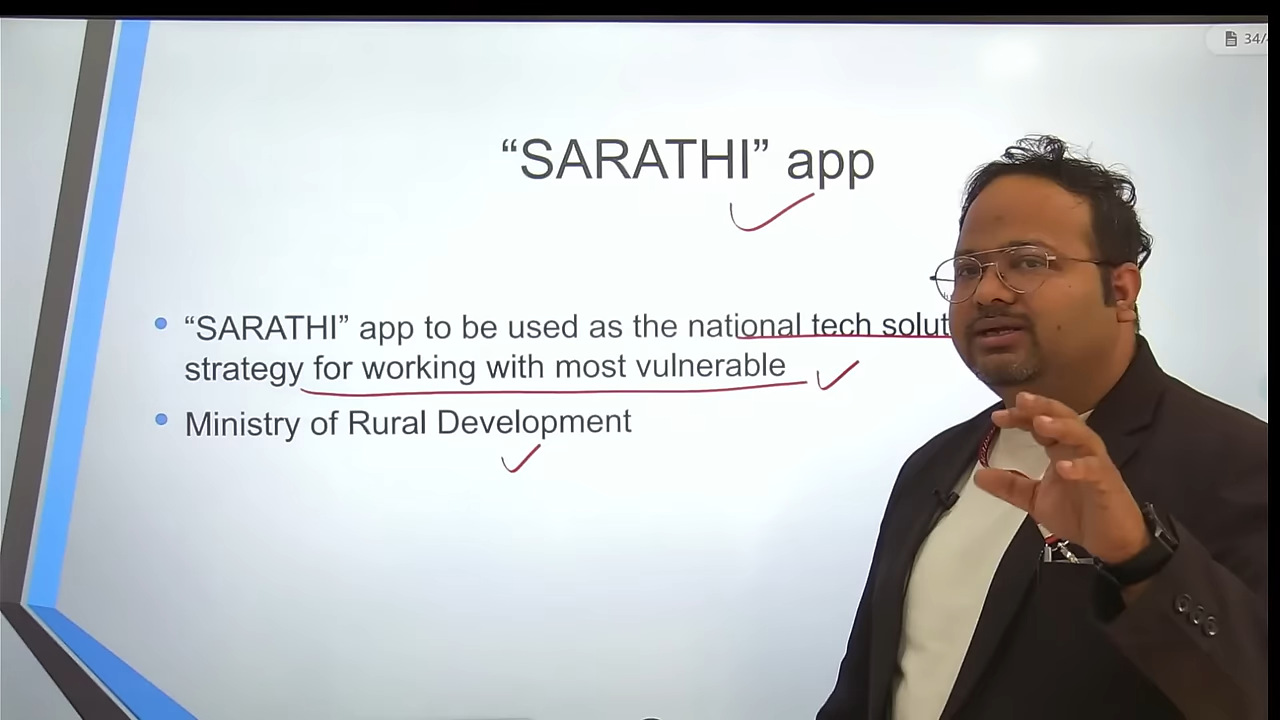 34/
“SARATHI” app
“SARATHI” app to be used as the national tech
strategy for working with most vulnerable
Ministry of Rural Development